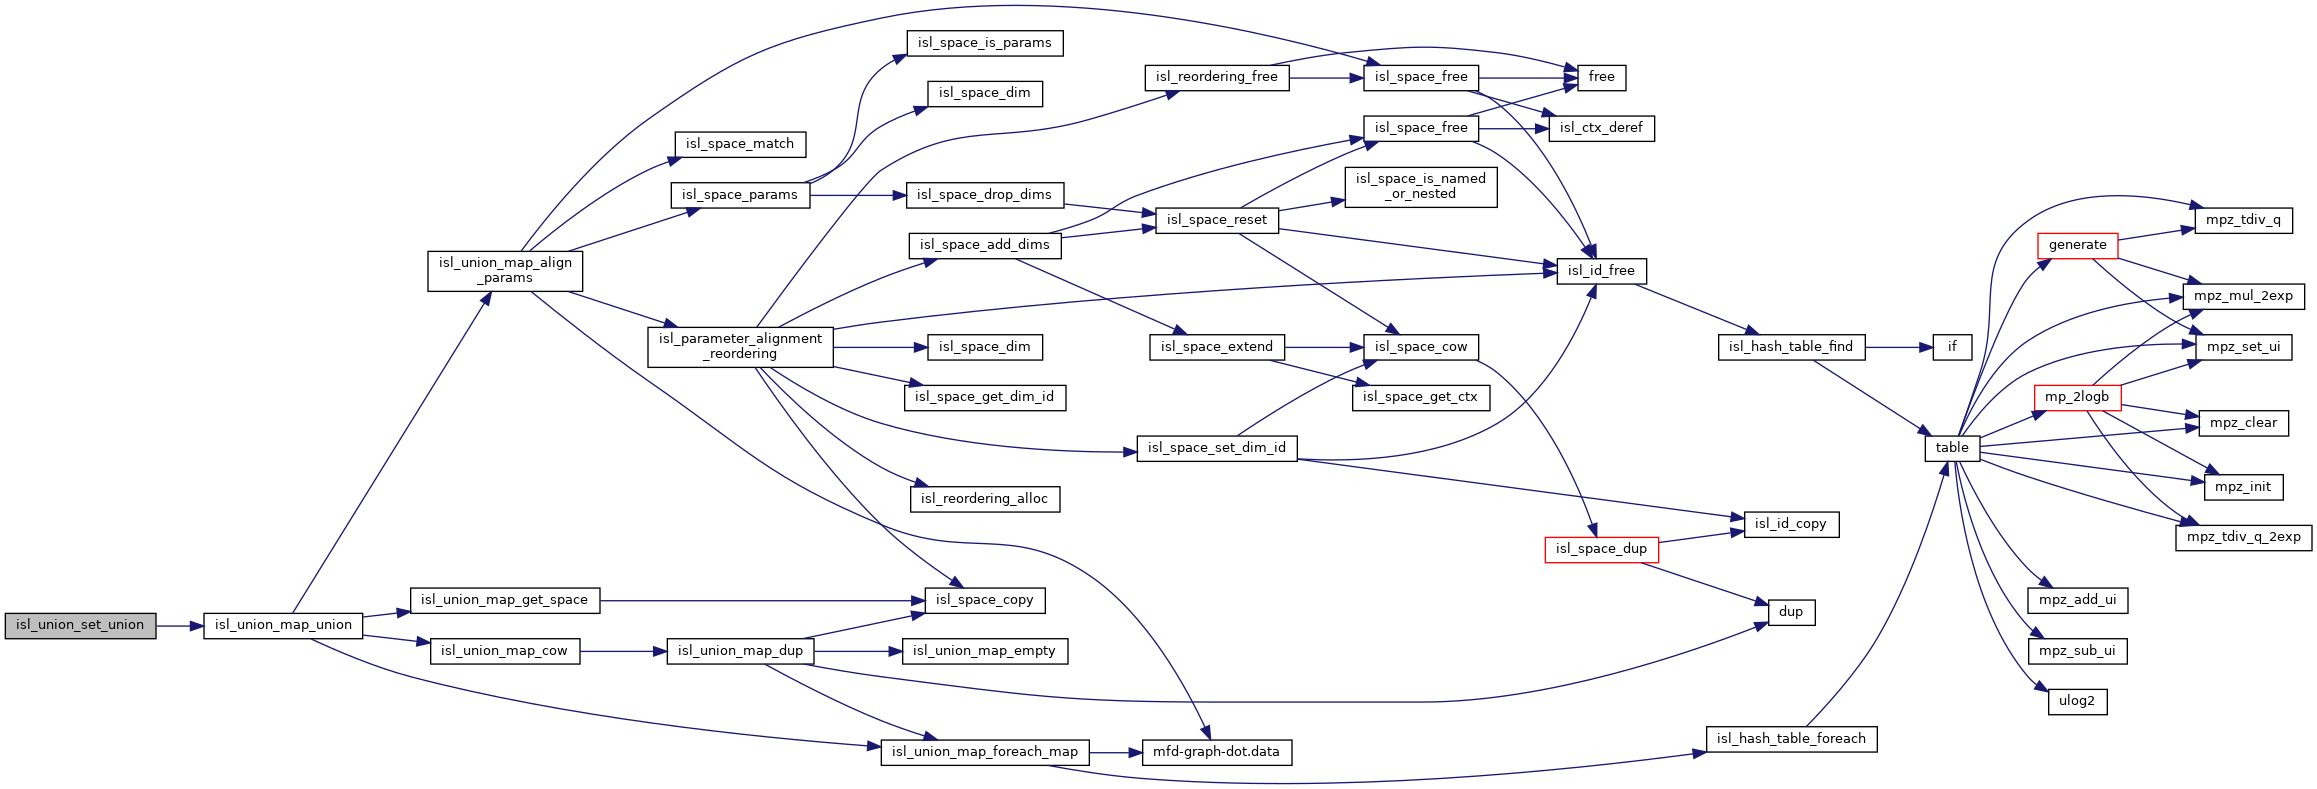 isl_union_set_union
isl_union_map_union
isl_union_map_align
_params
isl_union_map_get_space
isl_union_map_cow
isl_space_match
isl_space_params
isl_parameter_alignment
_reordering
isl_union_map_dup
isl_space_is_params
isl_space_dim
isl_space_drop_dims
isl_space_add_dims
isl_space_dim
isl_space_get_dim_id
isl_reordering_alloc
isl_space_copy
isl_union_map_empty
isl_union_map_foreach_map
isl_reordering_free
isl_space_reset
isl_space_extend
isl_space_set_dim_id
mfd-graph-dot.data
isl_space_free
isl_space_free
isl_space_is_named
_or_nested
isl_space_cow
isl_space_get_ctx
free
isl_ctx_deref
isl_id_free
isl_space_dup
isl_hash_table_find
isl_id_copy
dup
isl_hash_table_foreach
if
table
generate
mp_2logb
mpz_add_ui
mpz_sub_ui
ulog2
mpz_tdiv_q
mpz_mul_2exp
mpz_set_ui
mpz_clear
mpz_init
mpz_tdiv_q_2exp